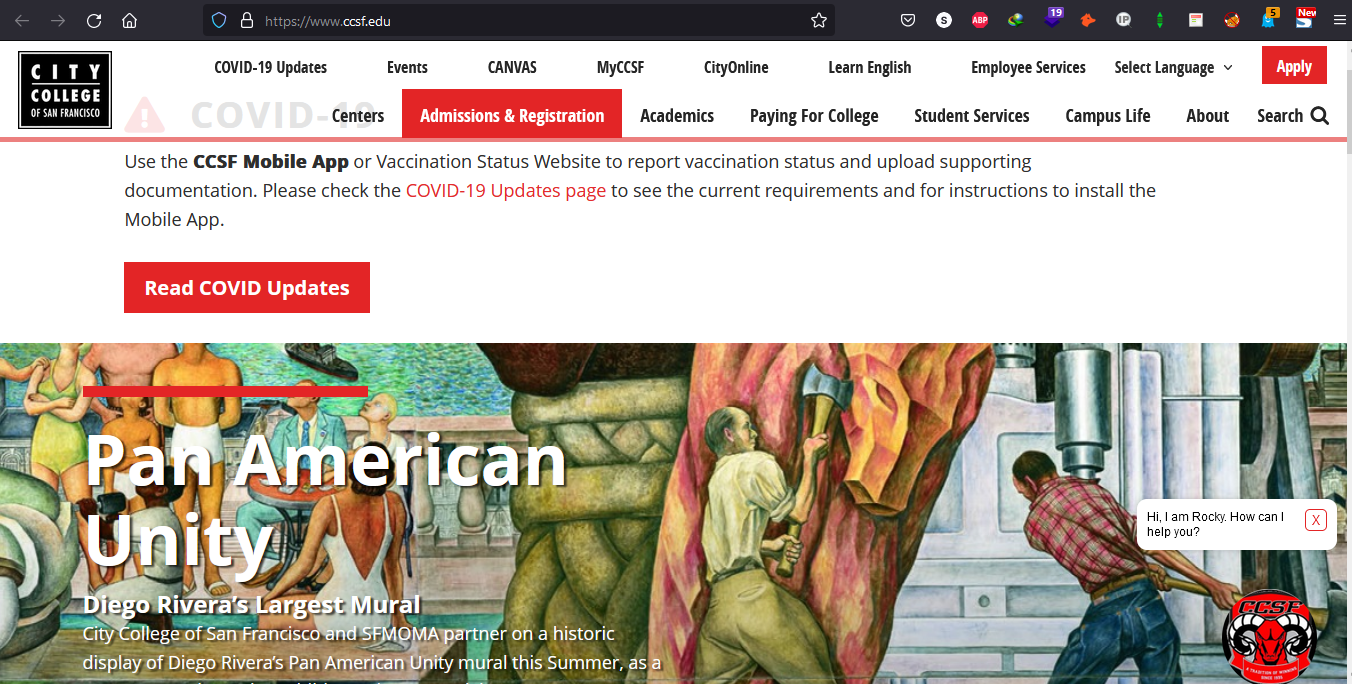 https://www.ccsf.edu
S
ABP
19
IP
5
New
S
CITY
COLLEGE
OF SAN FRANCISCO
COVID-19 Updates
Events
CANVAS
MyCCSF
CityOnline
Learn English
Employee Services
Select Language
Apply
COVID-19
Centers
Admissions & Registration
Academics
Paying For College
Student Services
Campus Life
About
Search
Use the CCSF Mobile App or Vaccination Status Website to report vaccination status and upload supporting
documentation. Please check the COVID-19 Updates page to see the current requirements and for instructions to install the
Mobile App.
Read COVID Updates
Pan American
Unity
Diego Rivera’s Largest Mural
City College of San Francisco and SFMOMA partner on a historic
display of Diego Rivera’s Pan American Unity mural this Summer, as a
Hi, I am Rocky. How can I
help you?
X
CCSF
A TRADITION OF WINNING
SINCE 1935